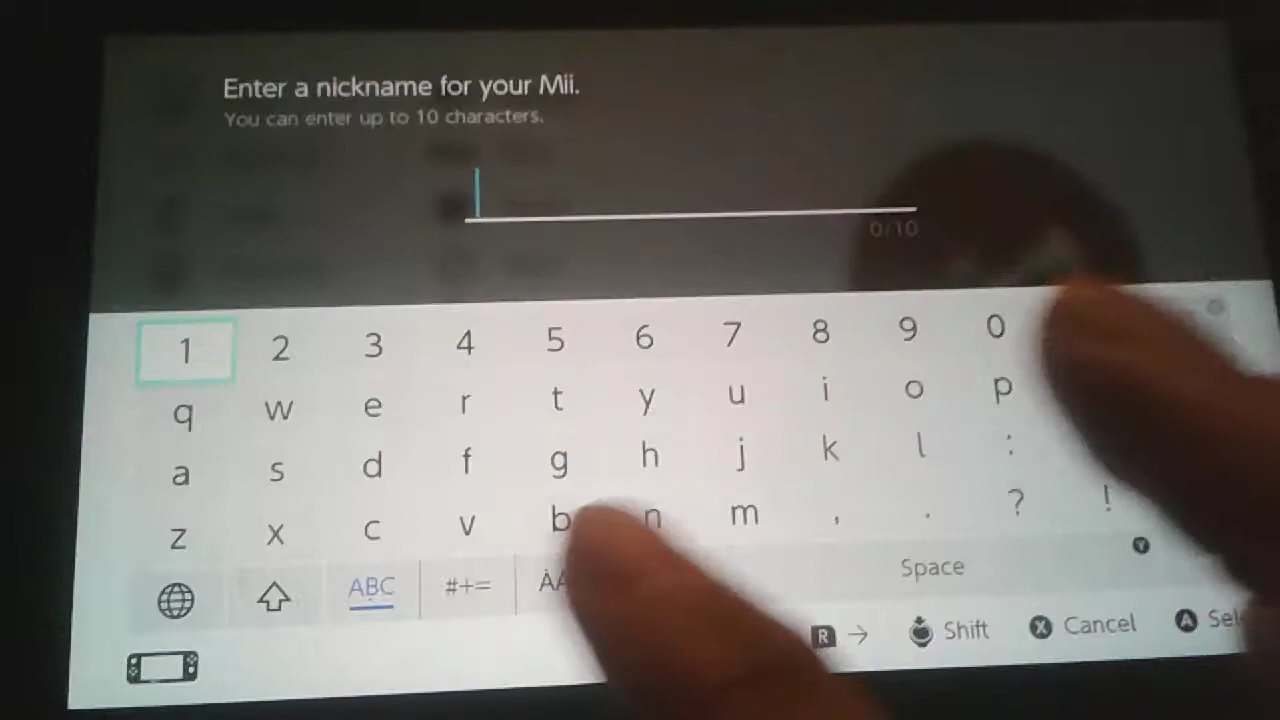 Enter a nickname for your Mii.
You can enter up to 10 characters.
0/10
1 2 3 4 5 6 7 8 9 0
q w e r t y u i o p
a s d f g h j k l :
z x c v b n m , . ? !
ABC #+= Space Y
R → Shift X Cancel A